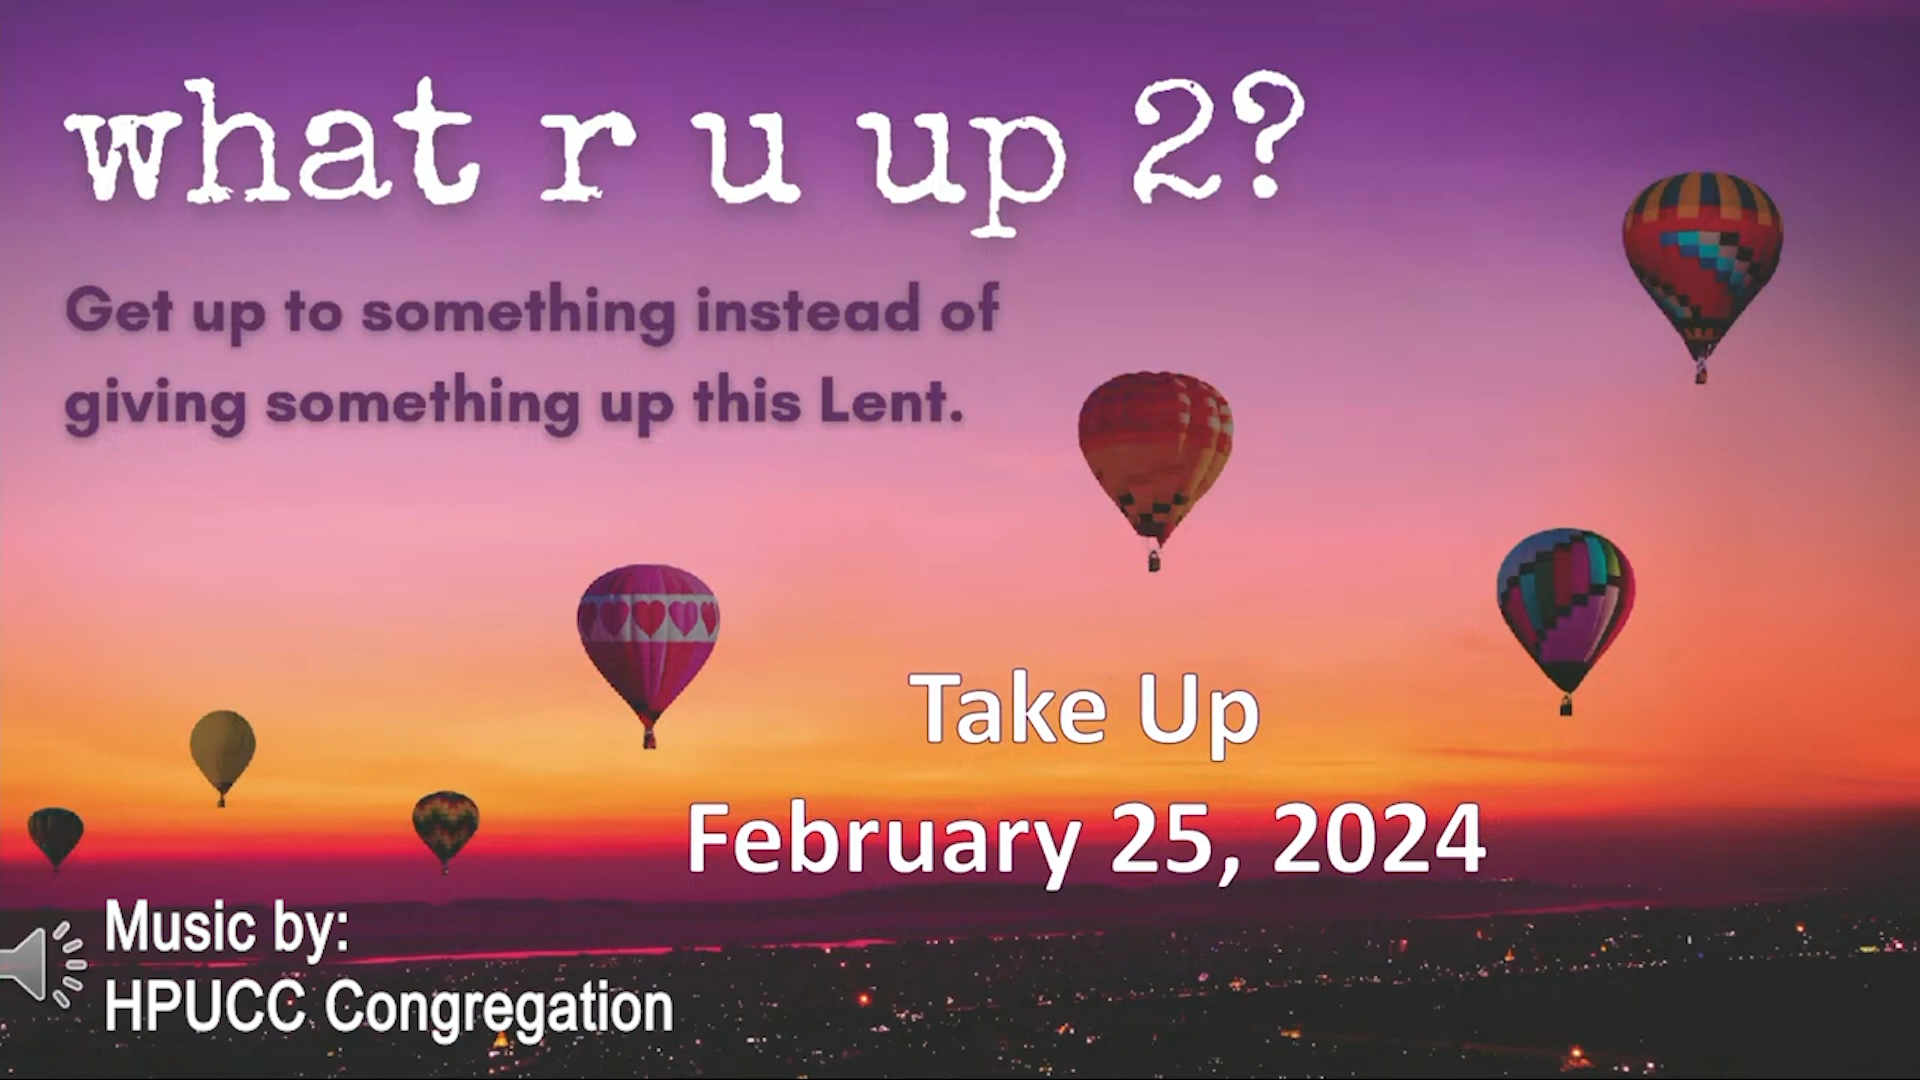 what r u up 2?
Get up to something instead of
giving something up this Lent.
Take Up
February 25, 2024
Music by:
HPUCC Congregation